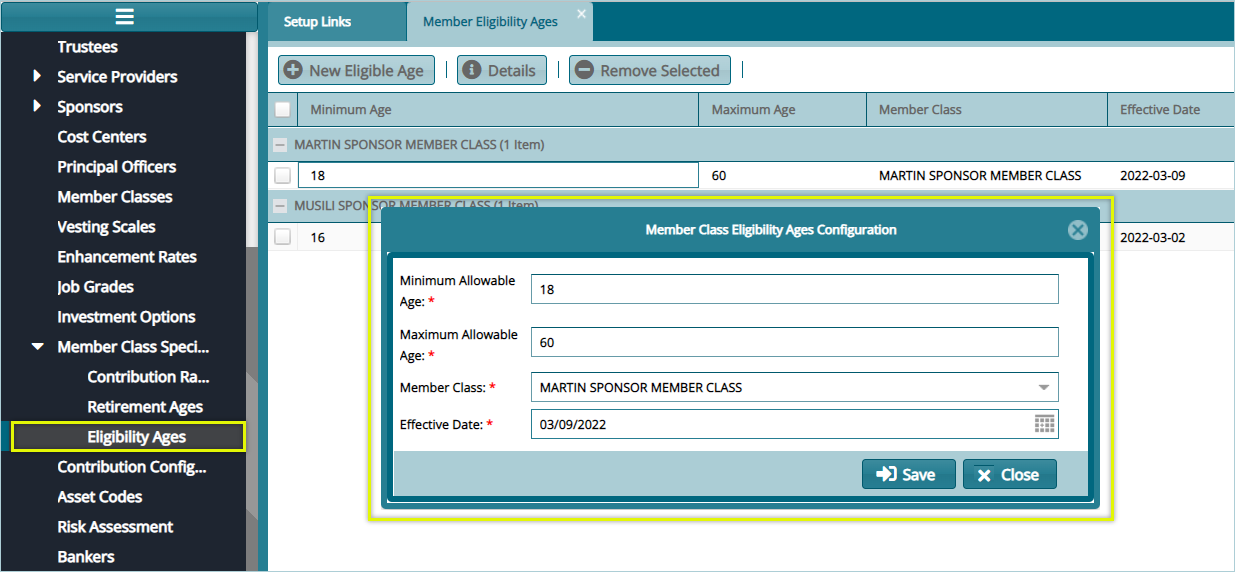 Trustees
Service Providers
Sponsors
Cost Centers
Principal Officers
Member Classes
Vesting Scales
Enhancement Rates
Job Grades
Investment Options
Member Class Speci...
Contribution Ra...
Retirement Ages
Eligibility Ages
Contribution Config...
Asset Codes
Risk Assessment
Bankers
Setup Links Member Eligibility Ages
New Eligible Age Details Remove Selected
Minimum Age Maximum Age Member Class Effective Date
MARTIN SPONSOR MEMBER CLASS (1 Item)
18 60 MARTIN SPONSOR MEMBER CLASS 2022-03-09
MUSILI SPONSOR MEMBER CLASS (1 Item)
16 2022-03-02
Member Class Eligibility Ages Configuration
Minimum Allowable
Age: * 18
Maximum Allowable
Age: * 60
Member Class: * MARTIN SPONSOR MEMBER CLASS
Effective Date: * 03/09/2022
Save Close